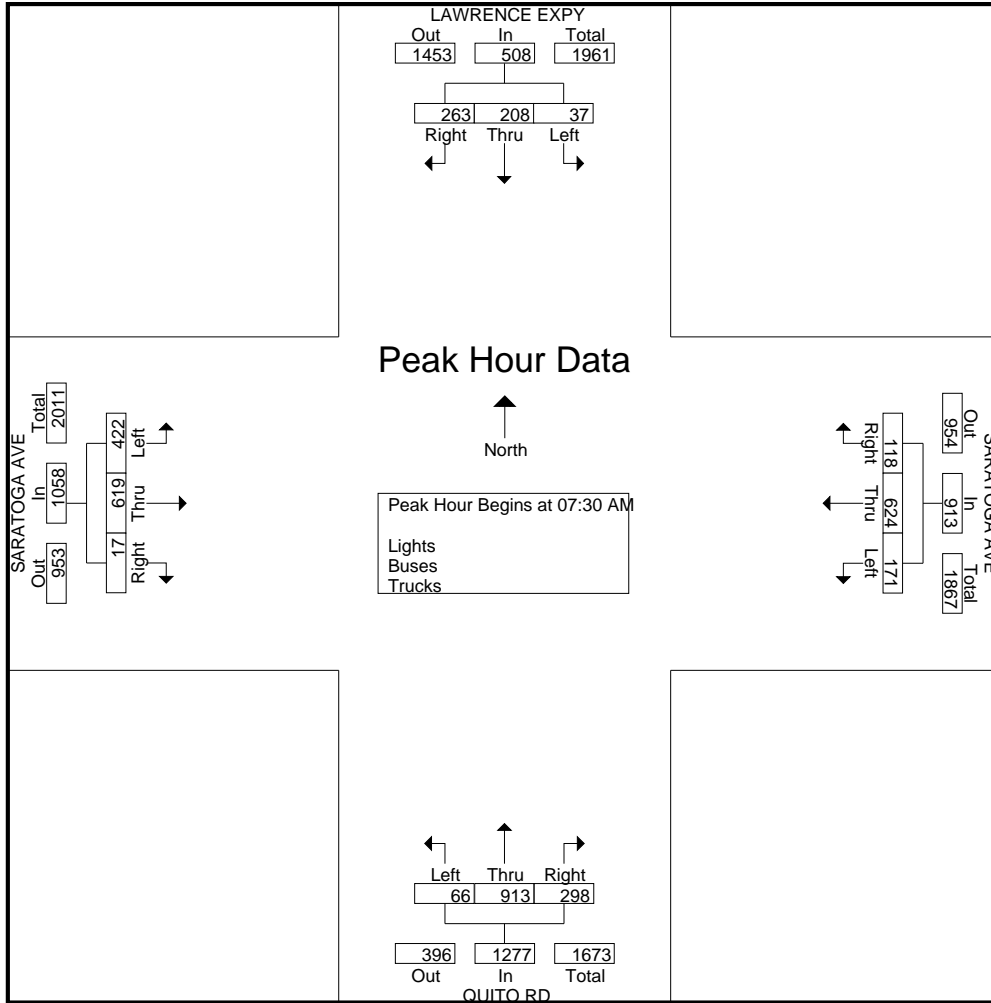 LAWRENCE EXPY
Out In Total
1453 508 1961
263 208 37
Right Thru Left
Peak Hour Data
North
Peak Hour Begins at 07:30 AM
Lights
Buses
Trucks
SARATOGA AVE
Out In Total
953 1058 2011
17 619 422
Right Thru Left
SARATOGA AVE
Out In Total
954 913 1867
118 624 171
Right Thru Left
Left Thru Right
66 913 298
396 1277 1673
Out In Total
QUITO RD